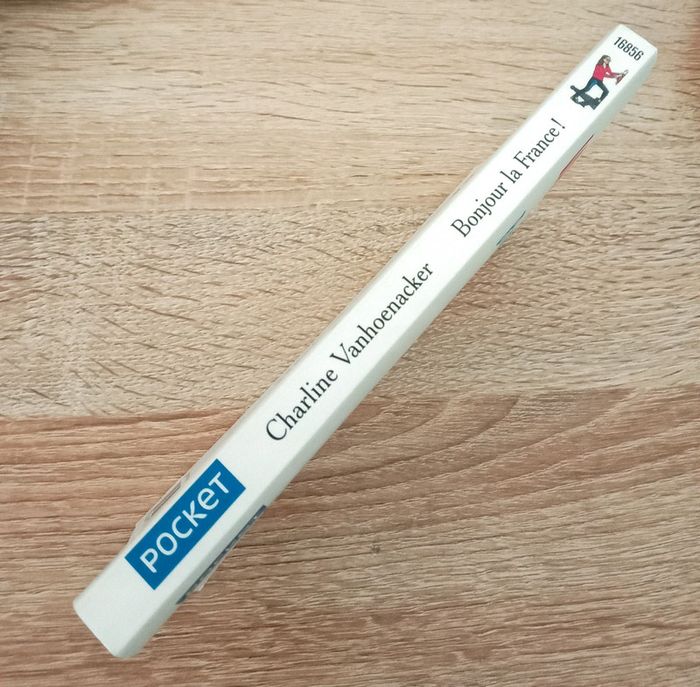 POCKET
Charline Vanhoenacker
Bonjour la France !
16856